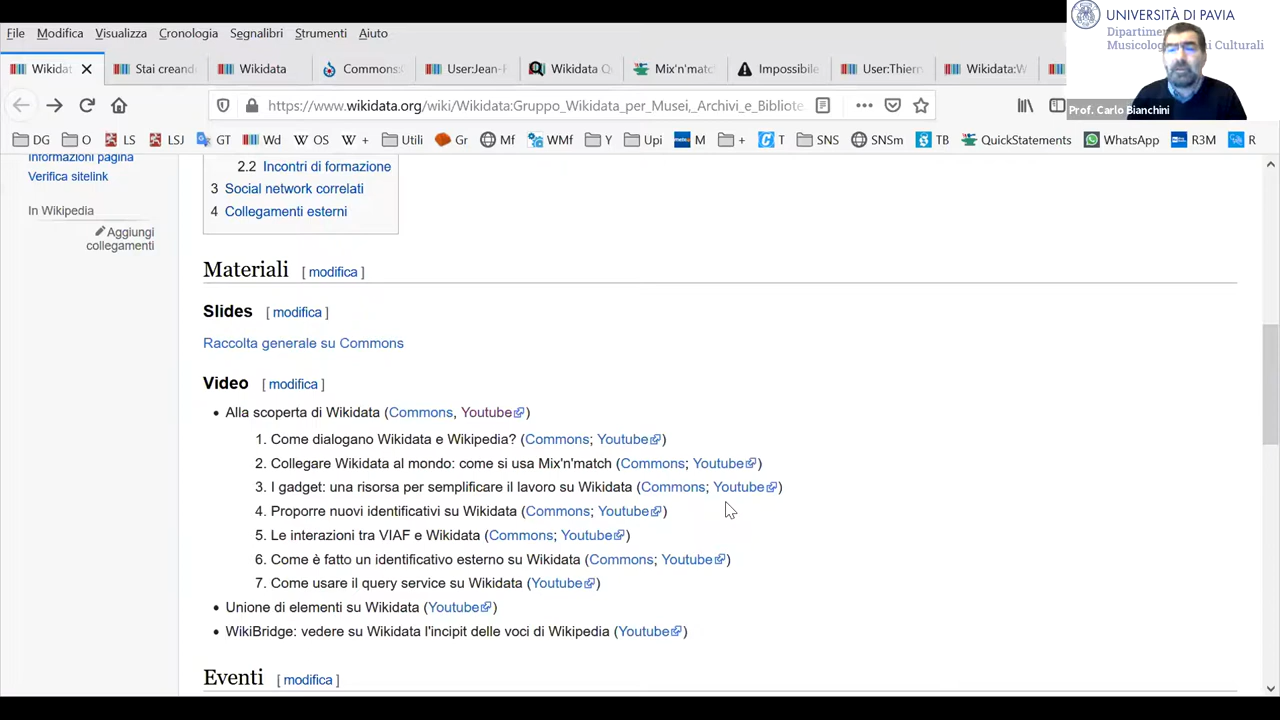 UNIVERSITÀ DI PAVIA
Musicolo
Culturali
Prof. Carlo Bianchini
File Modifica Visualizza Cronologia Segnalibri Strumenti Aiuto
Wikidat Stai creand Wikidata Commons: User:Jean- Wikidata Q Mix'n'matc Impossibile User:Thierr Wikidata:W
https://www.wikidata.org/wiki/Wikidata:Gruppo_Wikidata_per_Musei,_Archivi_e_Bibliote
DG O LS LSJ GT Wd OS + Utili Gr Mf WMf Y Upi M + T SNS SNSm TB QuickStatements WhatsApp R3M R
Informazioni pagina
Verifica sitelink
In Wikipedia
Aggiungi
collegamenti
2.2 Incontri di formazione
3 Social network correlati
4 Collegamenti esterni
Materiali [ modifica ]
Slides [ modifica ]
Raccolta generale su Commons
Video [ modifica ]
• Alla scoperta di Wikidata (Commons, Youtube)
1. Come dialogano Wikidata e Wikipedia? (Commons; Youtube)
2. Collegare Wikidata al mondo: come si usa Mix'n'match (Commons; Youtube)
3. I gadget: una risorsa per semplificare il lavoro su Wikidata (Commons; Youtube)
4. Proporre nuovi identificativi su Wikidata (Commons; Youtube)
5. Le interazioni tra VIAF e Wikidata (Commons; Youtube)
6. Come è fatto un identificativo esterno su Wikidata (Commons; Youtube)
7. Come usare il query service su Wikidata (Youtube)
• Unione di elementi su Wikidata (Youtube)
• WikiBridge: vedere su Wikidata l'incipit delle voci di Wikipedia (Youtube)
Eventi [ modifica ]